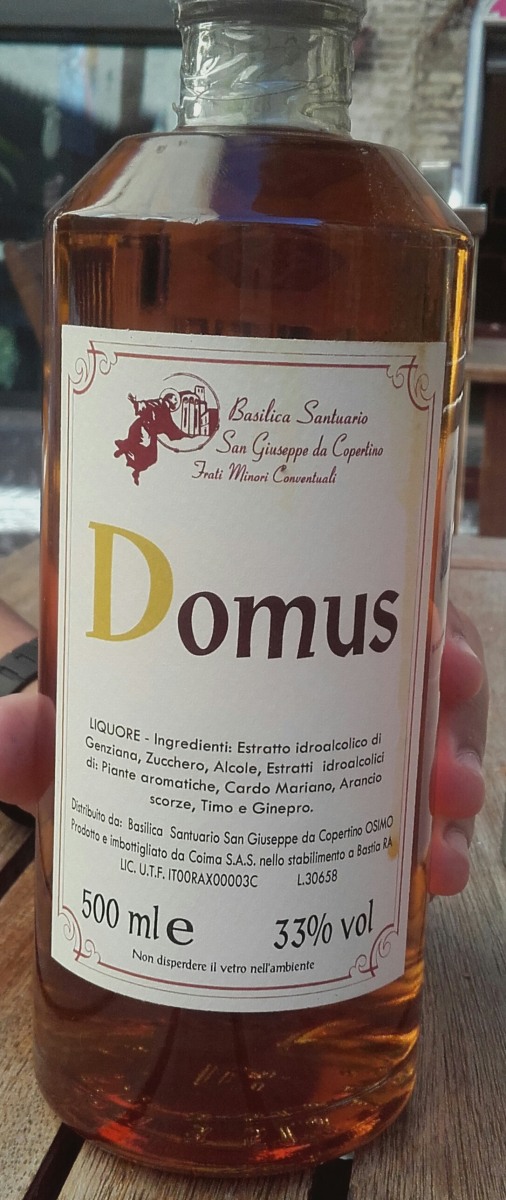 Basilica Santuario
San Giuseppe da Copertino
Frati Minori Conventuali
Domus
LIQUORE - Ingredienti: Estratto idroalcolico di
Genziana, Zucchero, Alcole, Estratti idroalcolici
di: Piante aromatiche, Cardo Mariano, Arancio
scorze, Timo e Ginepro.
Distribuito da: Basilica Santuario San Giuseppe da Copertino OSIMO
Prodotto e imbottigliato da Coima S.A.S. nello stabilimento a Bastia RA
LIC. U.T.F. IT00RAX00003C L.30658
500 ml e 33% vol
Non disperdere il vetro nell'ambiente